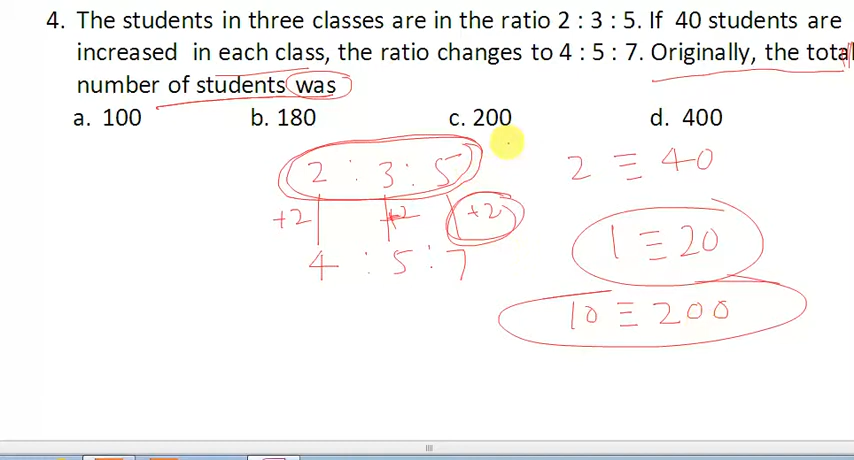 4. The students in three classes are in the ratio 2 : 3 : 5. If 40 students are
increased in each class, the ratio changes to 4 : 5 : 7. Originally, the total
number of students was
a. 100 b. 180 c. 200 d. 400
2 : 3 : 5 2 ≡ 40
+2 +2 +2 1 ≡ 20
4 : 5 : 7
10 ≡ 200